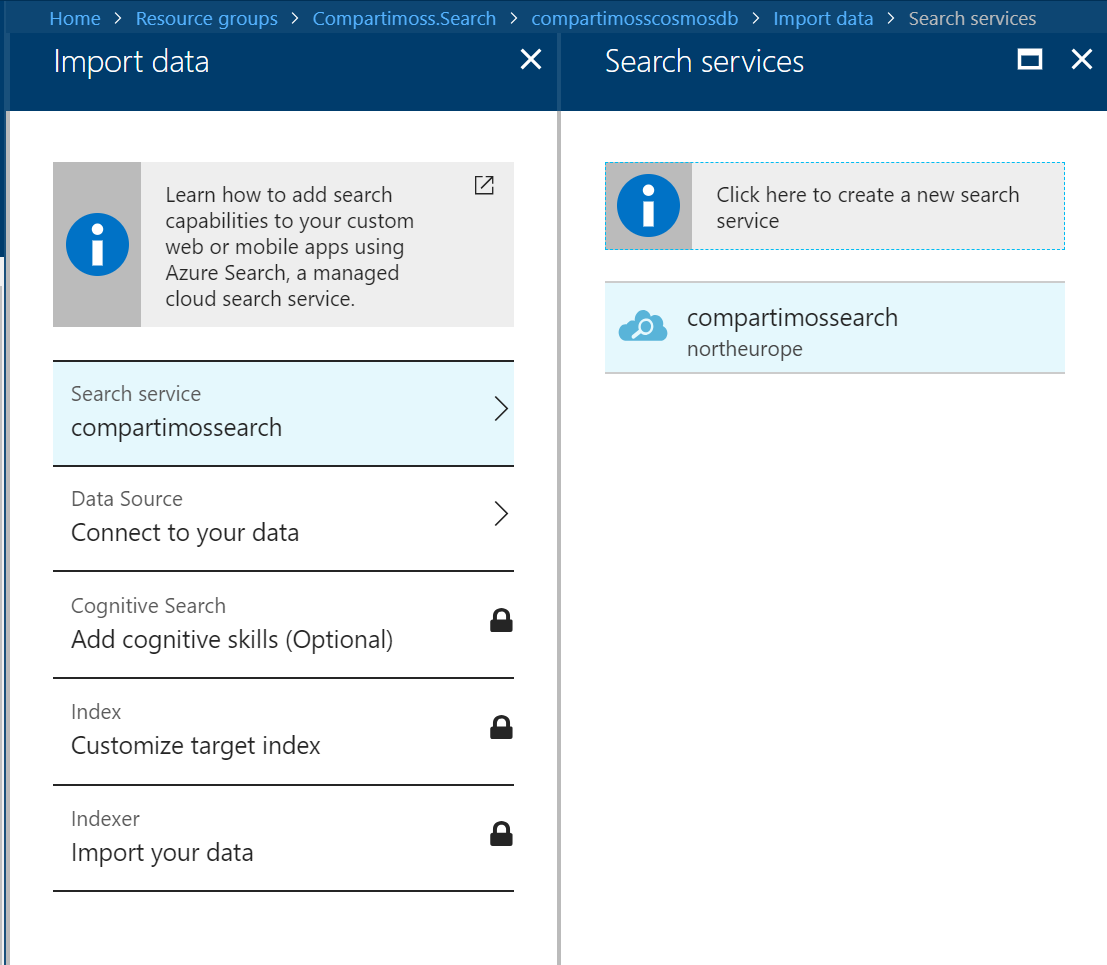 Home > Resource groups > Compartimoss.Search > compartimosscosmosdb > Import data > Search services
Import data
Learn how to add search
capabilities to your custom
web or mobile apps using
Azure Search, a managed
cloud search service.
Search service
compartimossearch
Data Source
Connect to your data
Cognitive Search
Add cognitive skills (Optional)
Index
Customize target index
Indexer
Import your data
Search services
Click here to create a new search
service
compartimossearch
northeurope